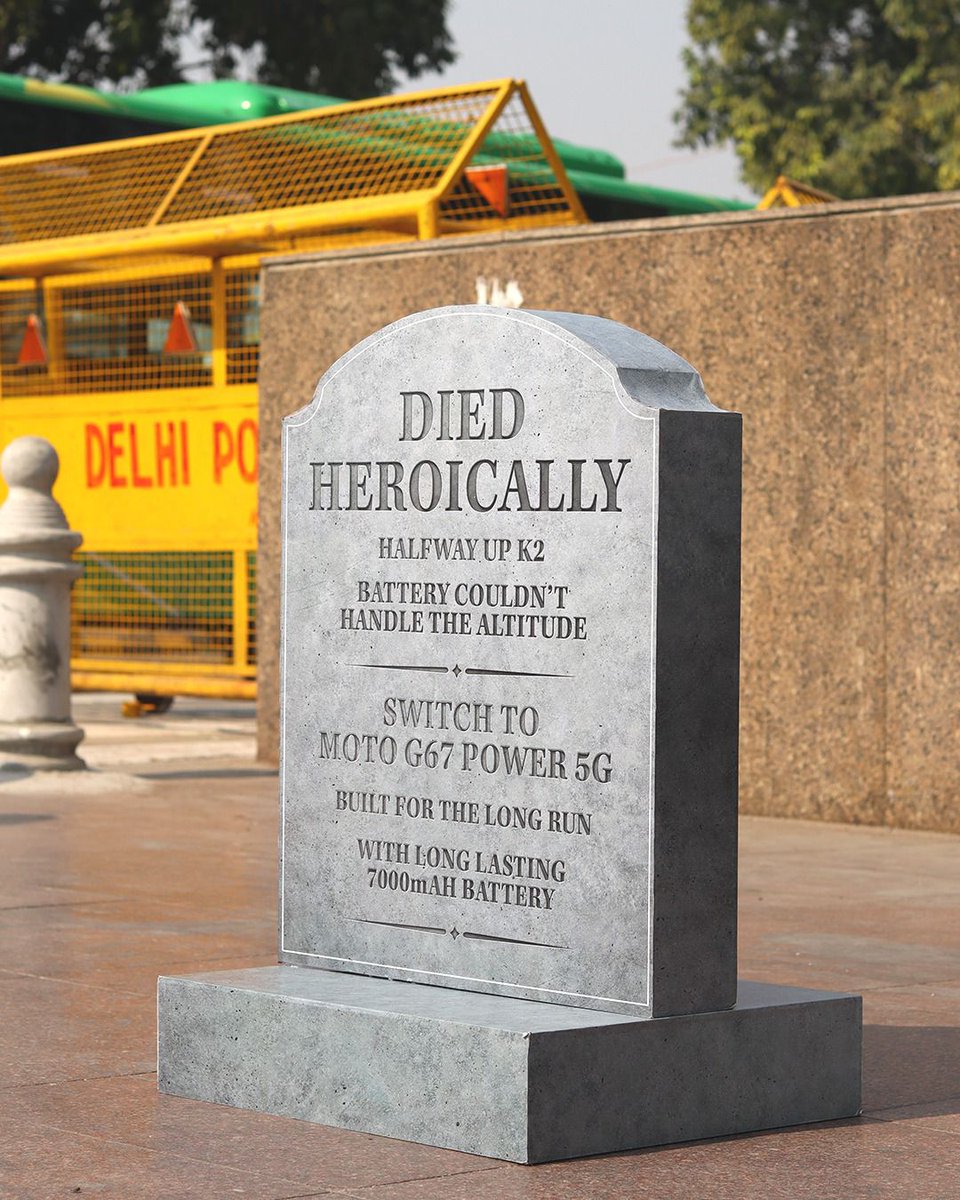 DELHI PO
DIED
HEROICALLY
HALFWAY UP K2
BATTERY COULDN'T
HANDLE THE ALTITUDE
SWITCH TO
MOTO G67 POWER 5G
BUILT FOR THE LONG RUN
WITH LONG LASTING
7000mAH BATTERY